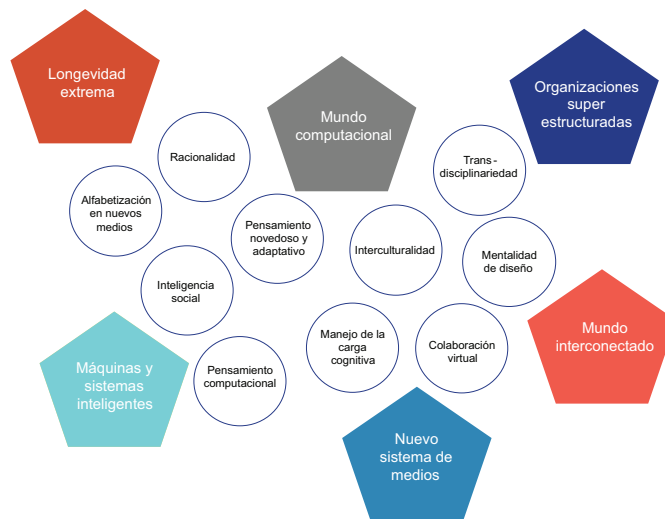 Longevidad
extrema
Mundo
computacional
Organizaciones
super
estructuradas
Racionalidad
Trans-
disciplinariedad
Alfabetización
en nuevos
medios
Pensamiento
novedoso y
adaptativo
Interculturalidad
Mentalidad
de diseño
Inteligencia
social
Manejo de la
carga
cognitiva
Colaboración
virtual
Mundo
interconectado
Máquinas y
sistemas
inteligentes
Pensamiento
computacional
Nuevo
sistema de
medios